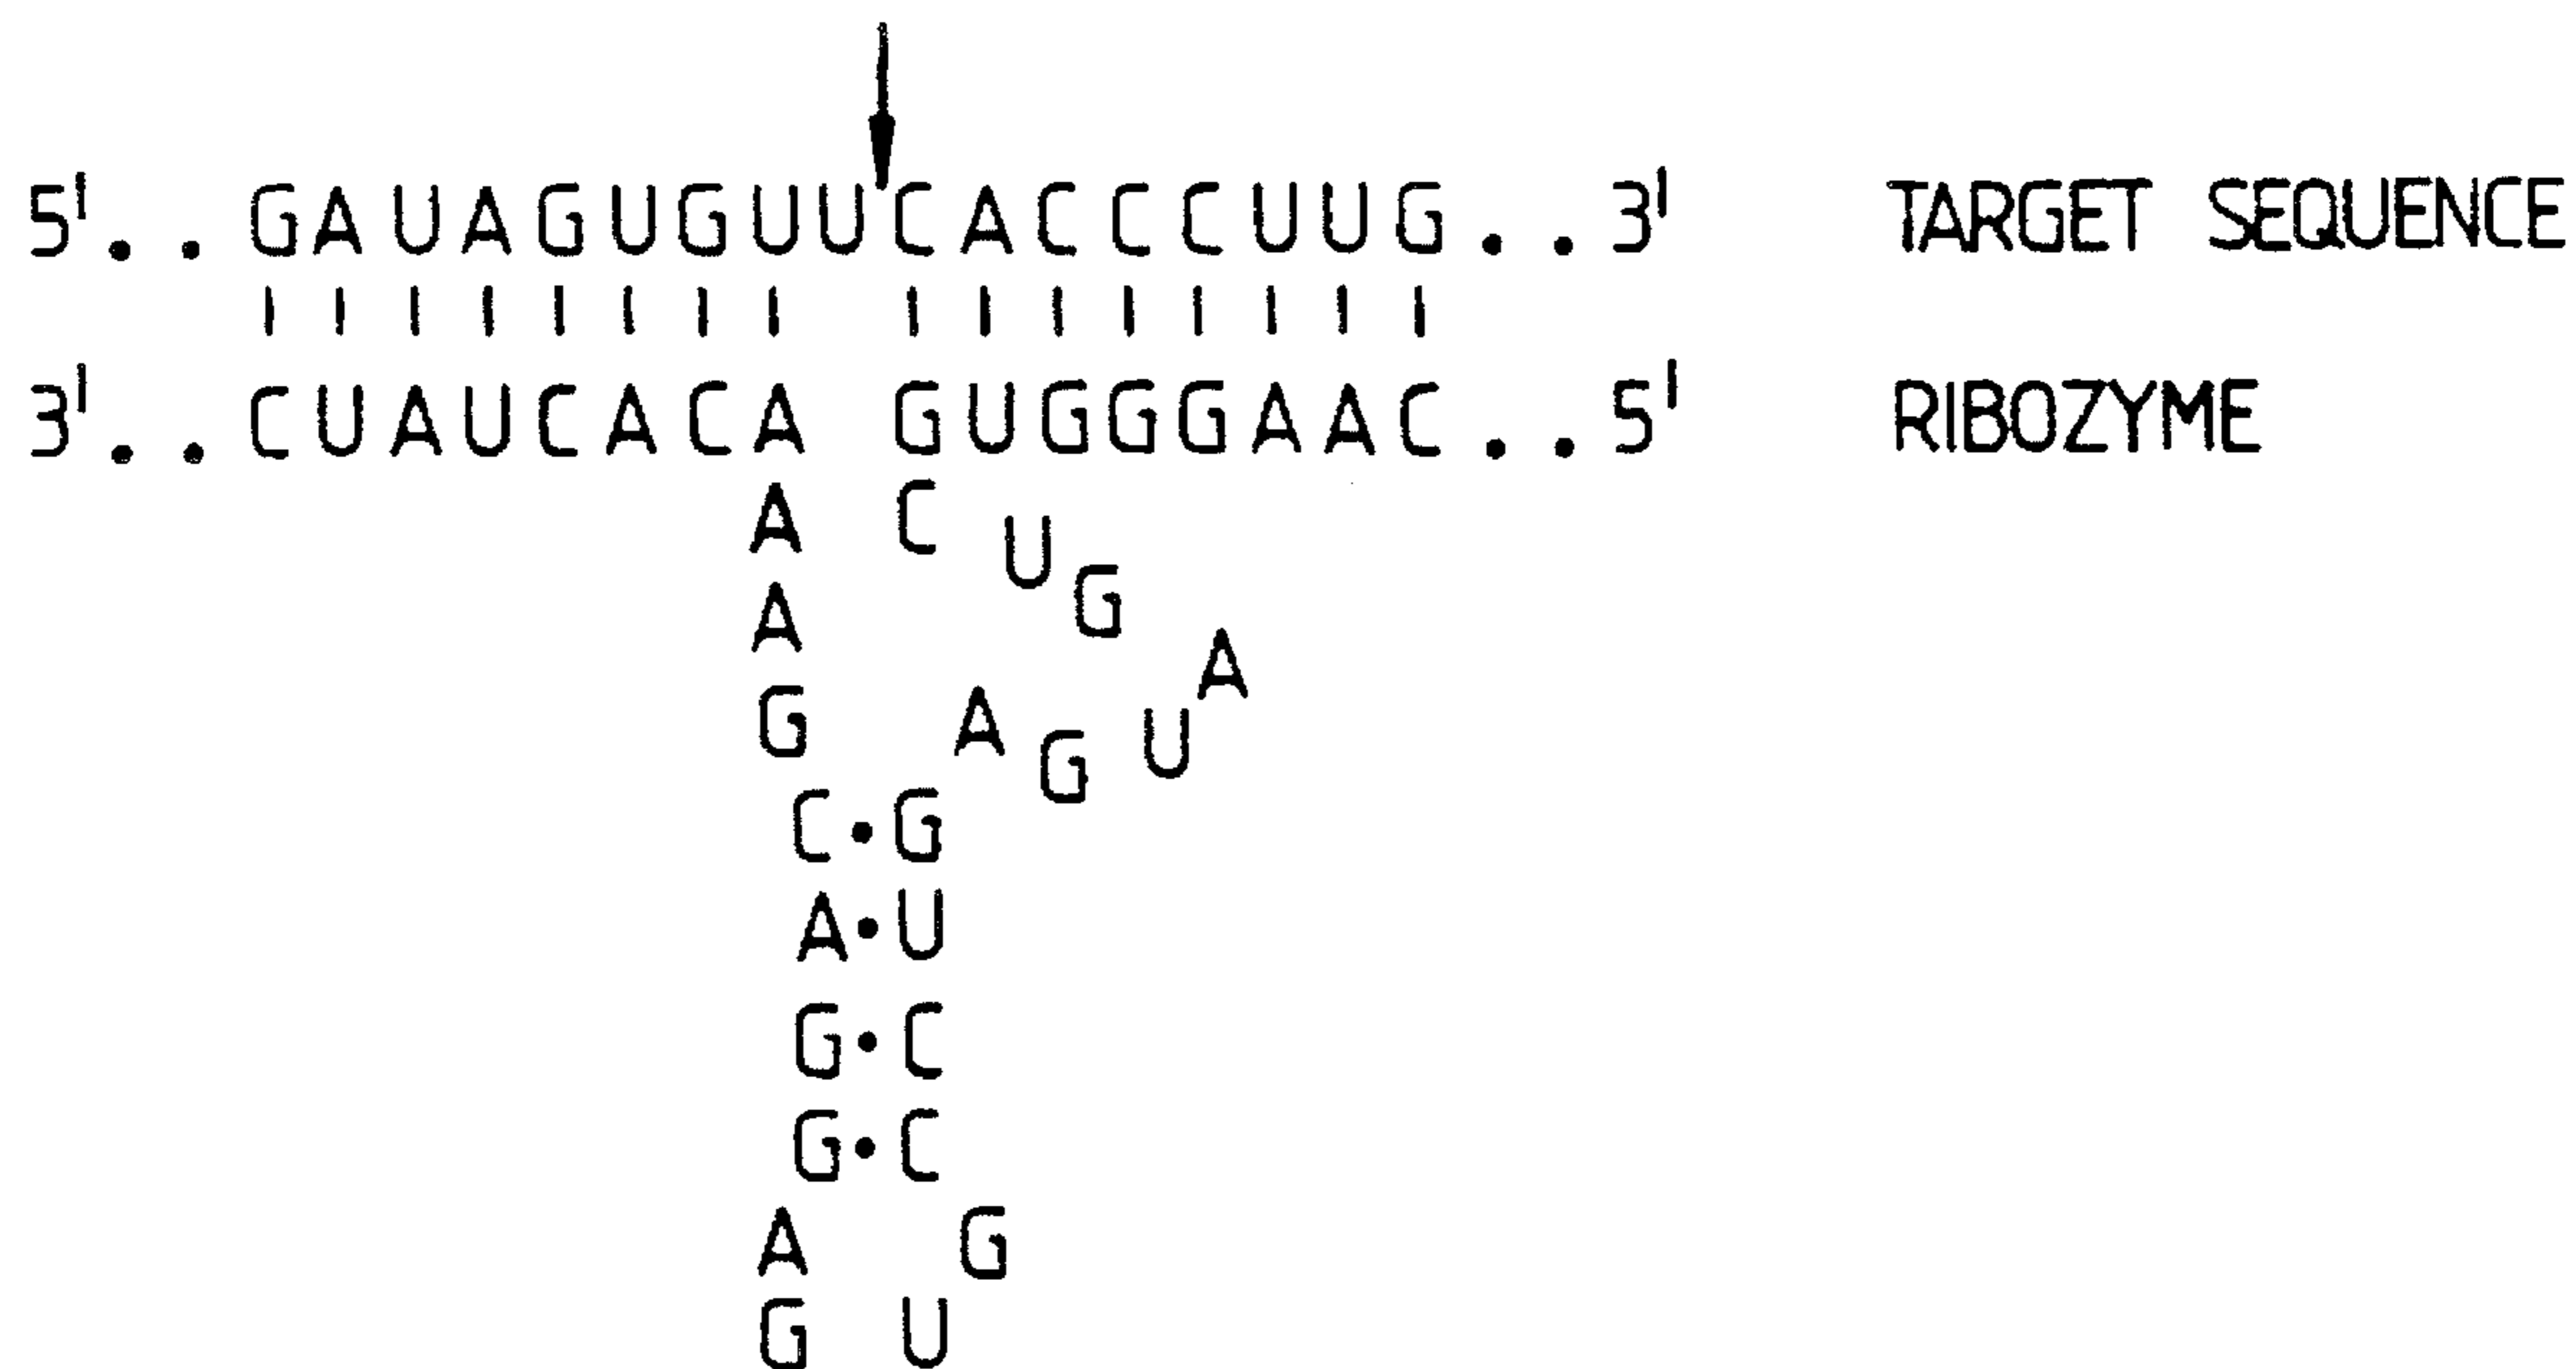 5'..GAUAGUGUUCACCCUUG..3' TARGET SEQUENCE
3'..CUAUCACA GUGGGAAC..5' RIBOZYME
A C
U
G
A
A
G A U
G
C•G
A•U
G•C
G•C
A G
G U